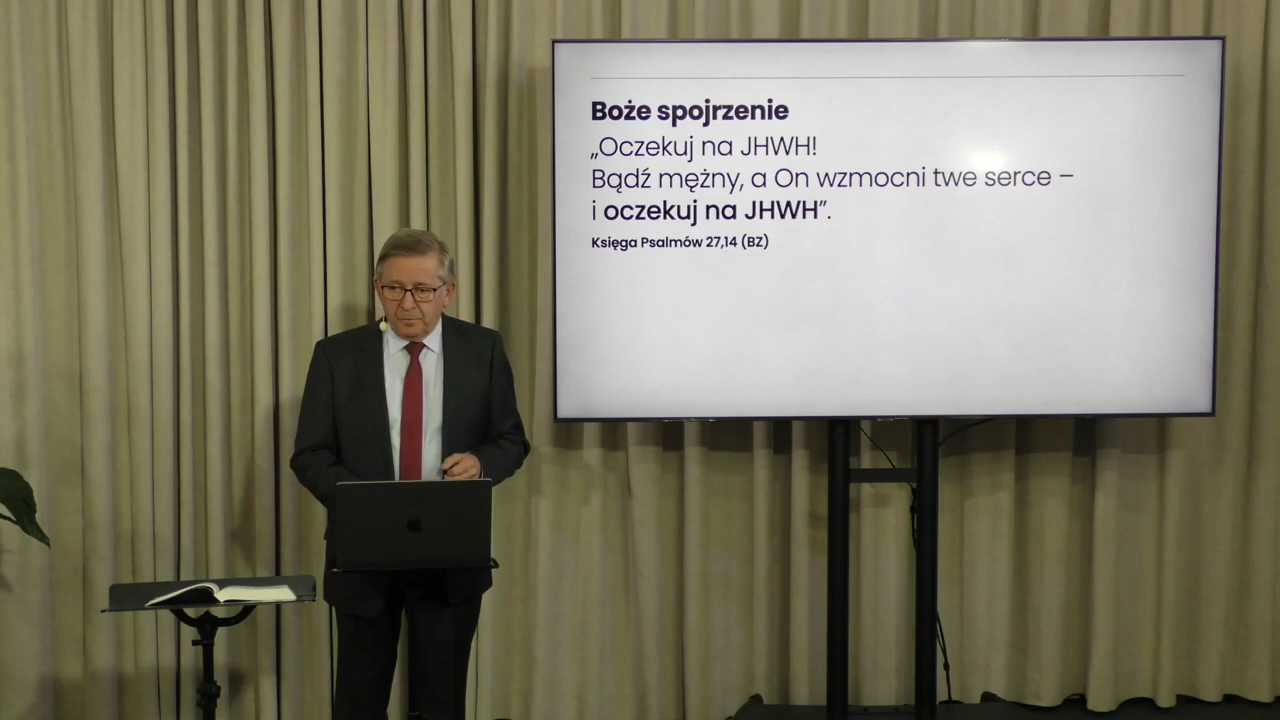 Boże spojrzenie
„Oczekuj na JHWH!
Bądź mężny, a On wzmocni twe serce –
i oczekuj na JHWH”.
Księga Psalmów 27,14 (BZ)